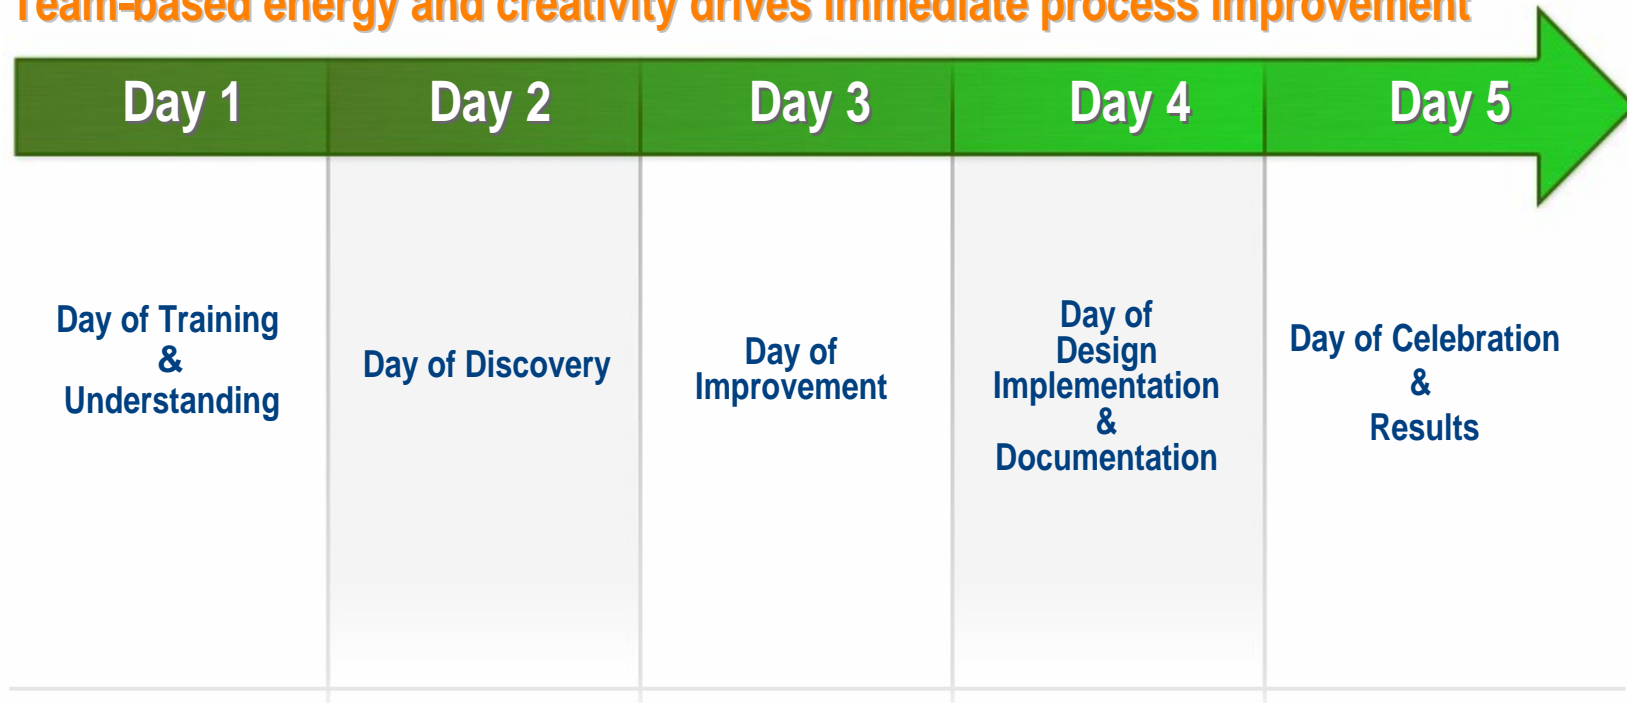 Team-based energy and creativity drives immediate process improvement
Day 1
Day 2
Day 3
Day 4
Day 5
Day of Training
&
Understanding
Day of Discovery
Day of
Improvement
Day of
Design
Implementation
&
Documentation
Day of Celebration
&
Results